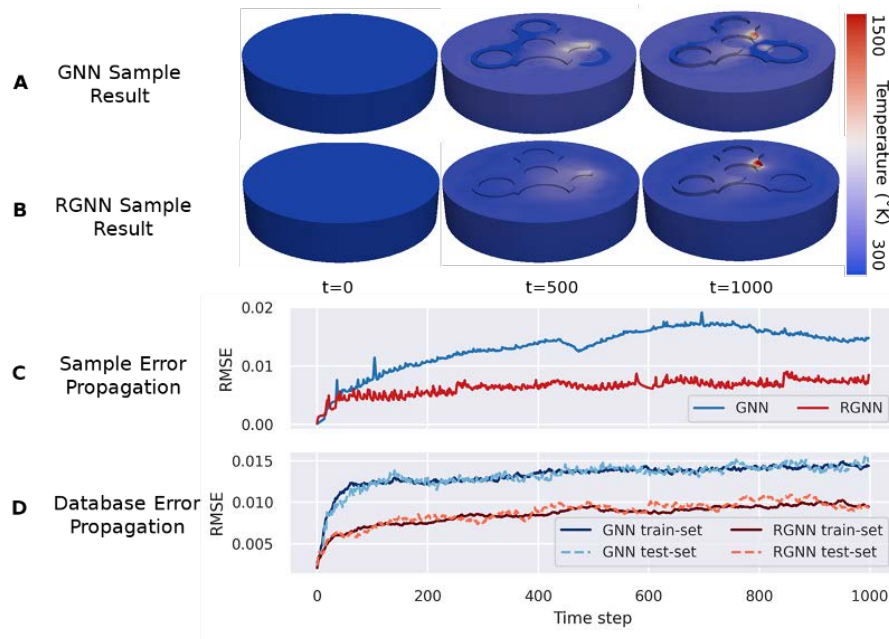 A
GNN Sample
Result
1500
Temperature (°K)
300
B
RGNN Sample
Result
t=0
t=500
t=1000
C
Sample Error
Propagation
RMSE
0.02
0.01
0.00
GNN
RGNN
D
Database Error
Propagation
RMSE
0.015
0.010
0.005
GNN train-set
RGNN train-set
GNN test-set
RGNN test-set
0
200
400
600
800
1000
Time step